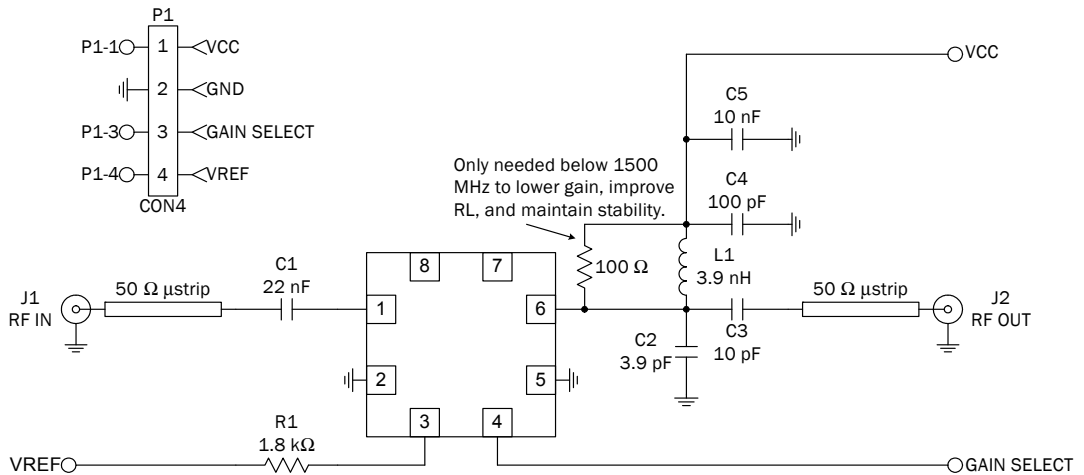 P1
P1-1
1
VCC
2
GND
P1-3
3
GAIN SELECT
P1-4
4
VREF
CON4
VCC
C5
10 nF
C4
100 pF
Only needed below 1500
MHz to lower gain, improve
RL, and maintain stability.
100 Ω
L1
3.9 nH
J1
RF IN
50 Ω μstrip
C1
22 nF
8
7
1
6
2
5
3
4
C2
3.9 pF
C3
10 pF
50 Ω μstrip
J2
RF OUT
R1
1.8 kΩ
VREF
GAIN SELECT